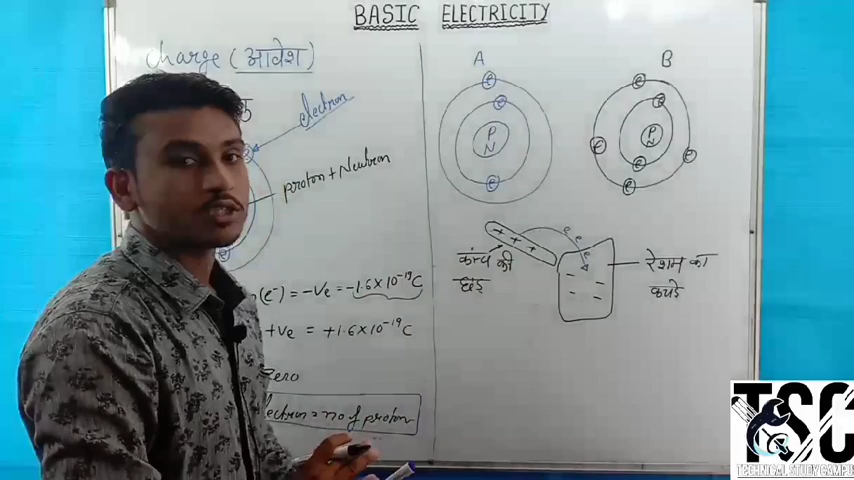 BASIC ELECTRICITY
charge (आवेश)
electron
proton + Neutron
(e⁻) = -Ve = -1.6×10⁻¹⁹C
+Ve = +1.6×10⁻¹⁹C
Zero
lectron = no of proton
A
e
e
P
N
e
B
e
e
P
N
e
e
e
e
+ + +
e e
e
- -
- -
- -
काँच की
छड़
रेशम का
कपड़े
TSC
TECHNICAL STUDY CAMPU